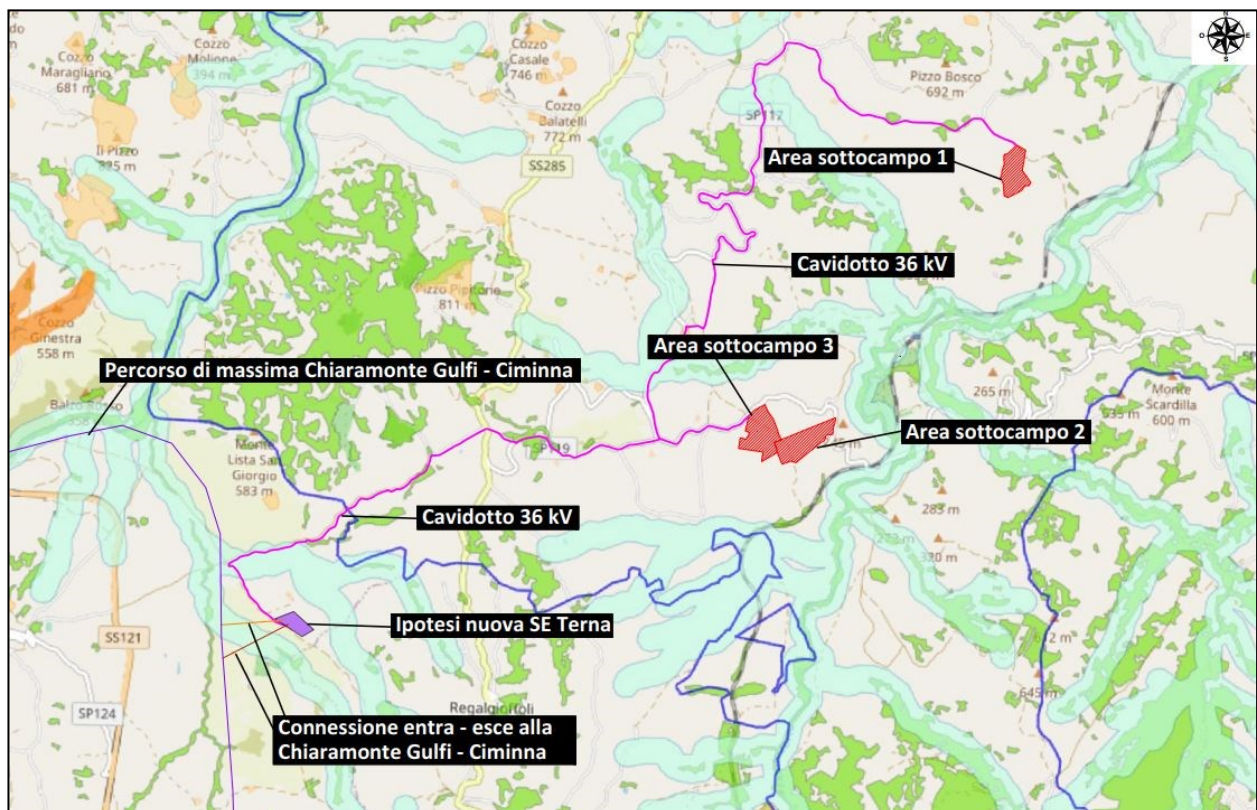 Cozzo
Maragliano
681 m
Cozzo
Molione
394 m
Cozzo
Casale
746 m
Cozzo
Balatelli
772 m
Il Pizzo
SS285
N
O
E
S
Pizzo Bosco
692 m
SP117
Area sottocampo 1
Cavidotto 36 kV
Pizzo Pipitone
811 m
Cozzo
Ginestra
558 m
Area sottocampo 3
Percorso di massima Chiaramonte Gulfi - Ciminna
265 m
Monte
Scardilla
600 m
Area sottocampo 2
Monte
Lista San
Giorgio
583 m
SP119
Cavidotto 36 kV
283 m
Ipotesi nuova SE Terna
SS121
SP124
Connessione entra - esce alla
Chiaramonte Gulfi - Ciminna
645 m